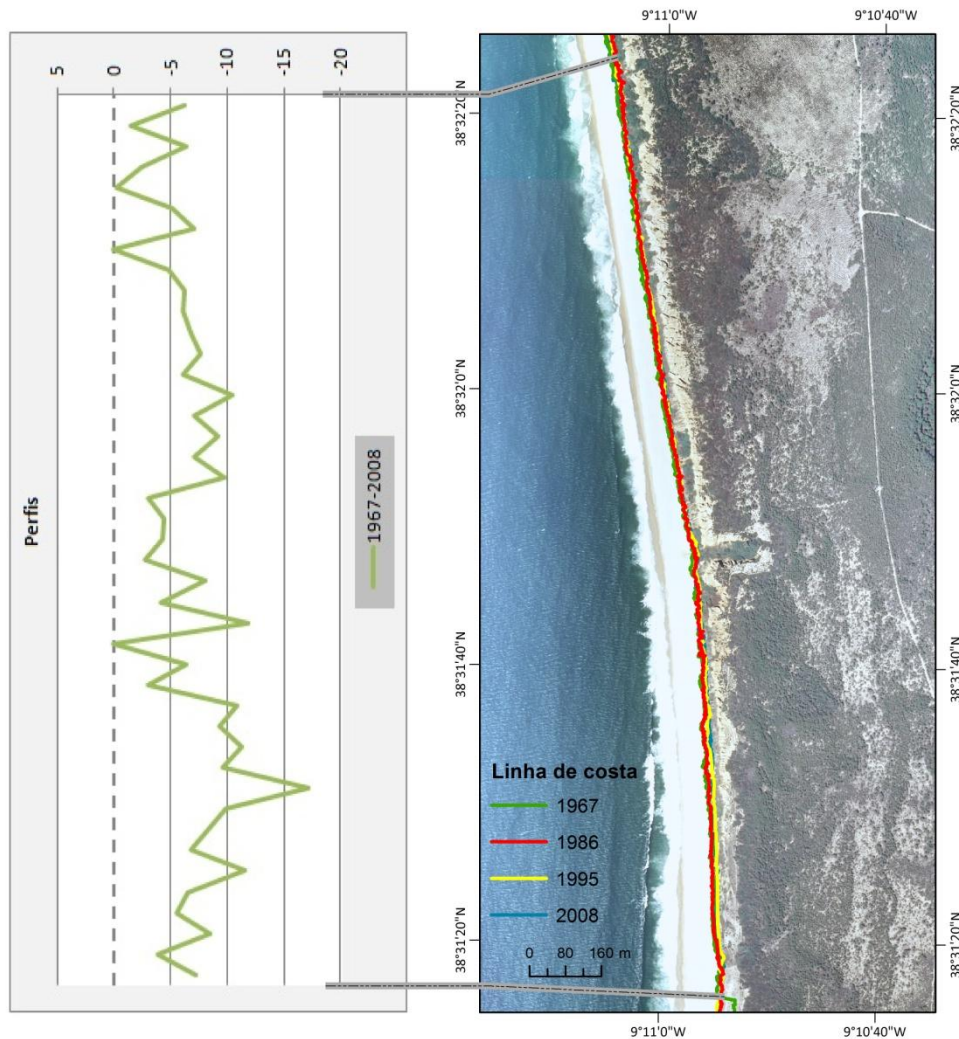 5
0
-5
-10
-15
-20
Perfis
1967-2008
9°11'0"W
9°10'40"W
38°32'20"N
38°32'20"N
38°32'0"N
38°32'0"N
38°31'40"N
38°31'40"N
38°31'20"N
38°31'20"N
Linha de costa
1967
1986
1995
2008
0 80 160 m
9°11'0"W
9°10'40"W